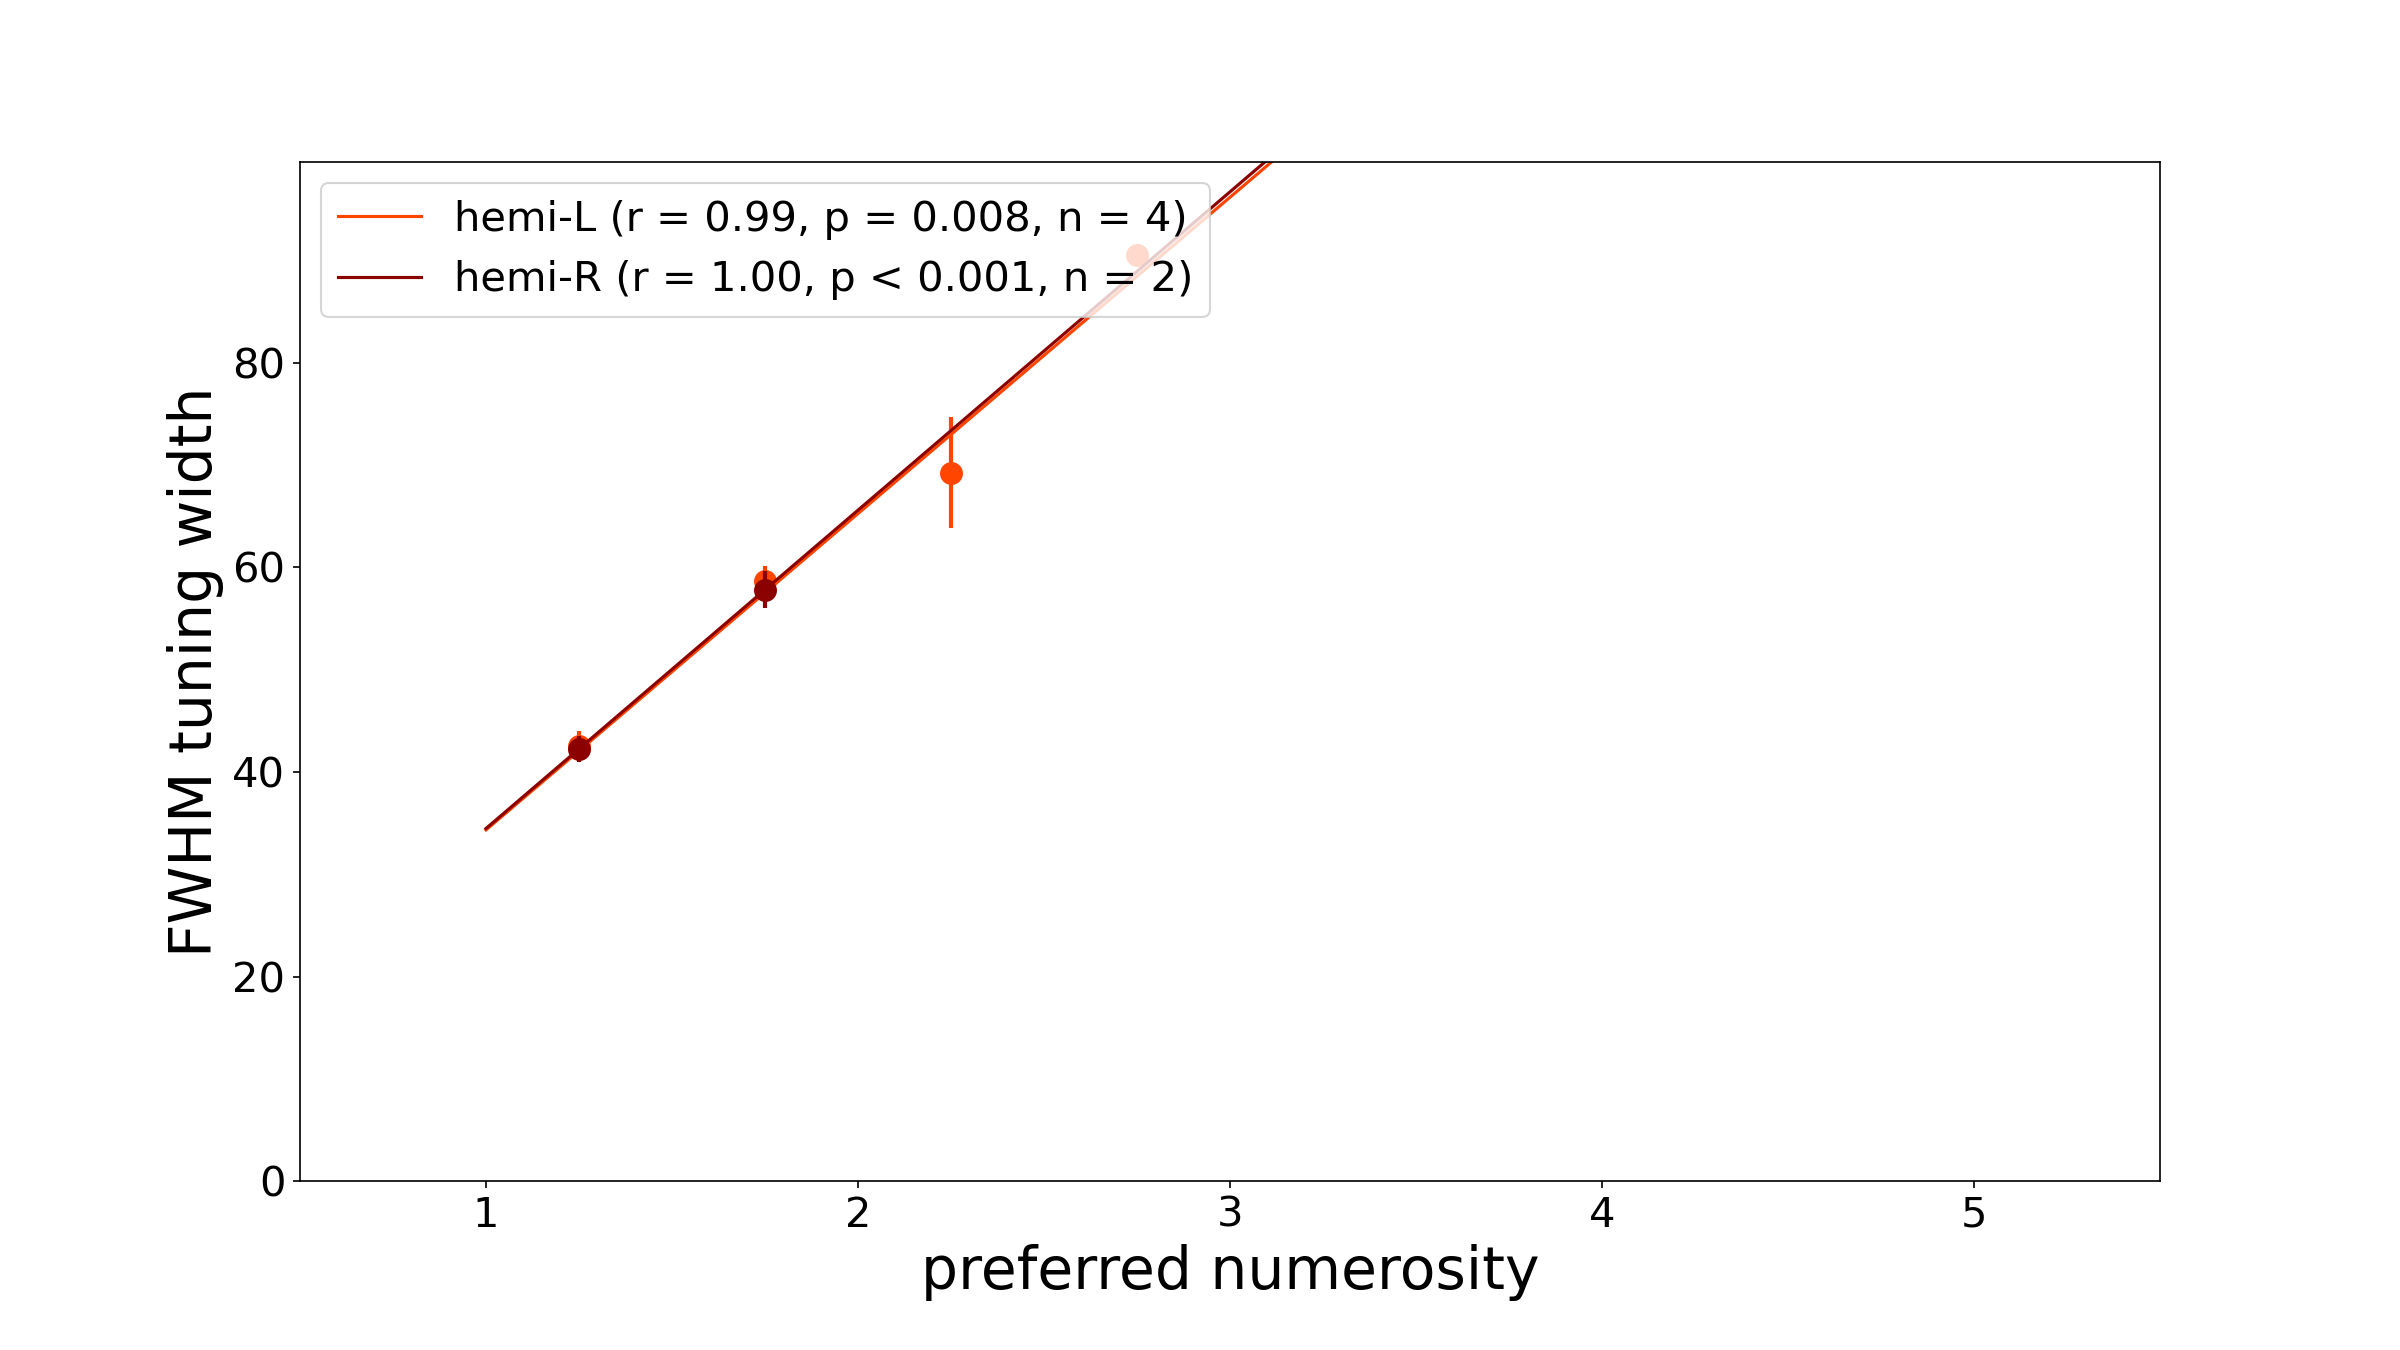 hemi-L (r = 0.99, p = 0.008, n = 4)
hemi-R (r = 1.00, p < 0.001, n = 2)
80
60
40
20
0
FWHM tuning width
1 2 3 4 5
preferred numerosity